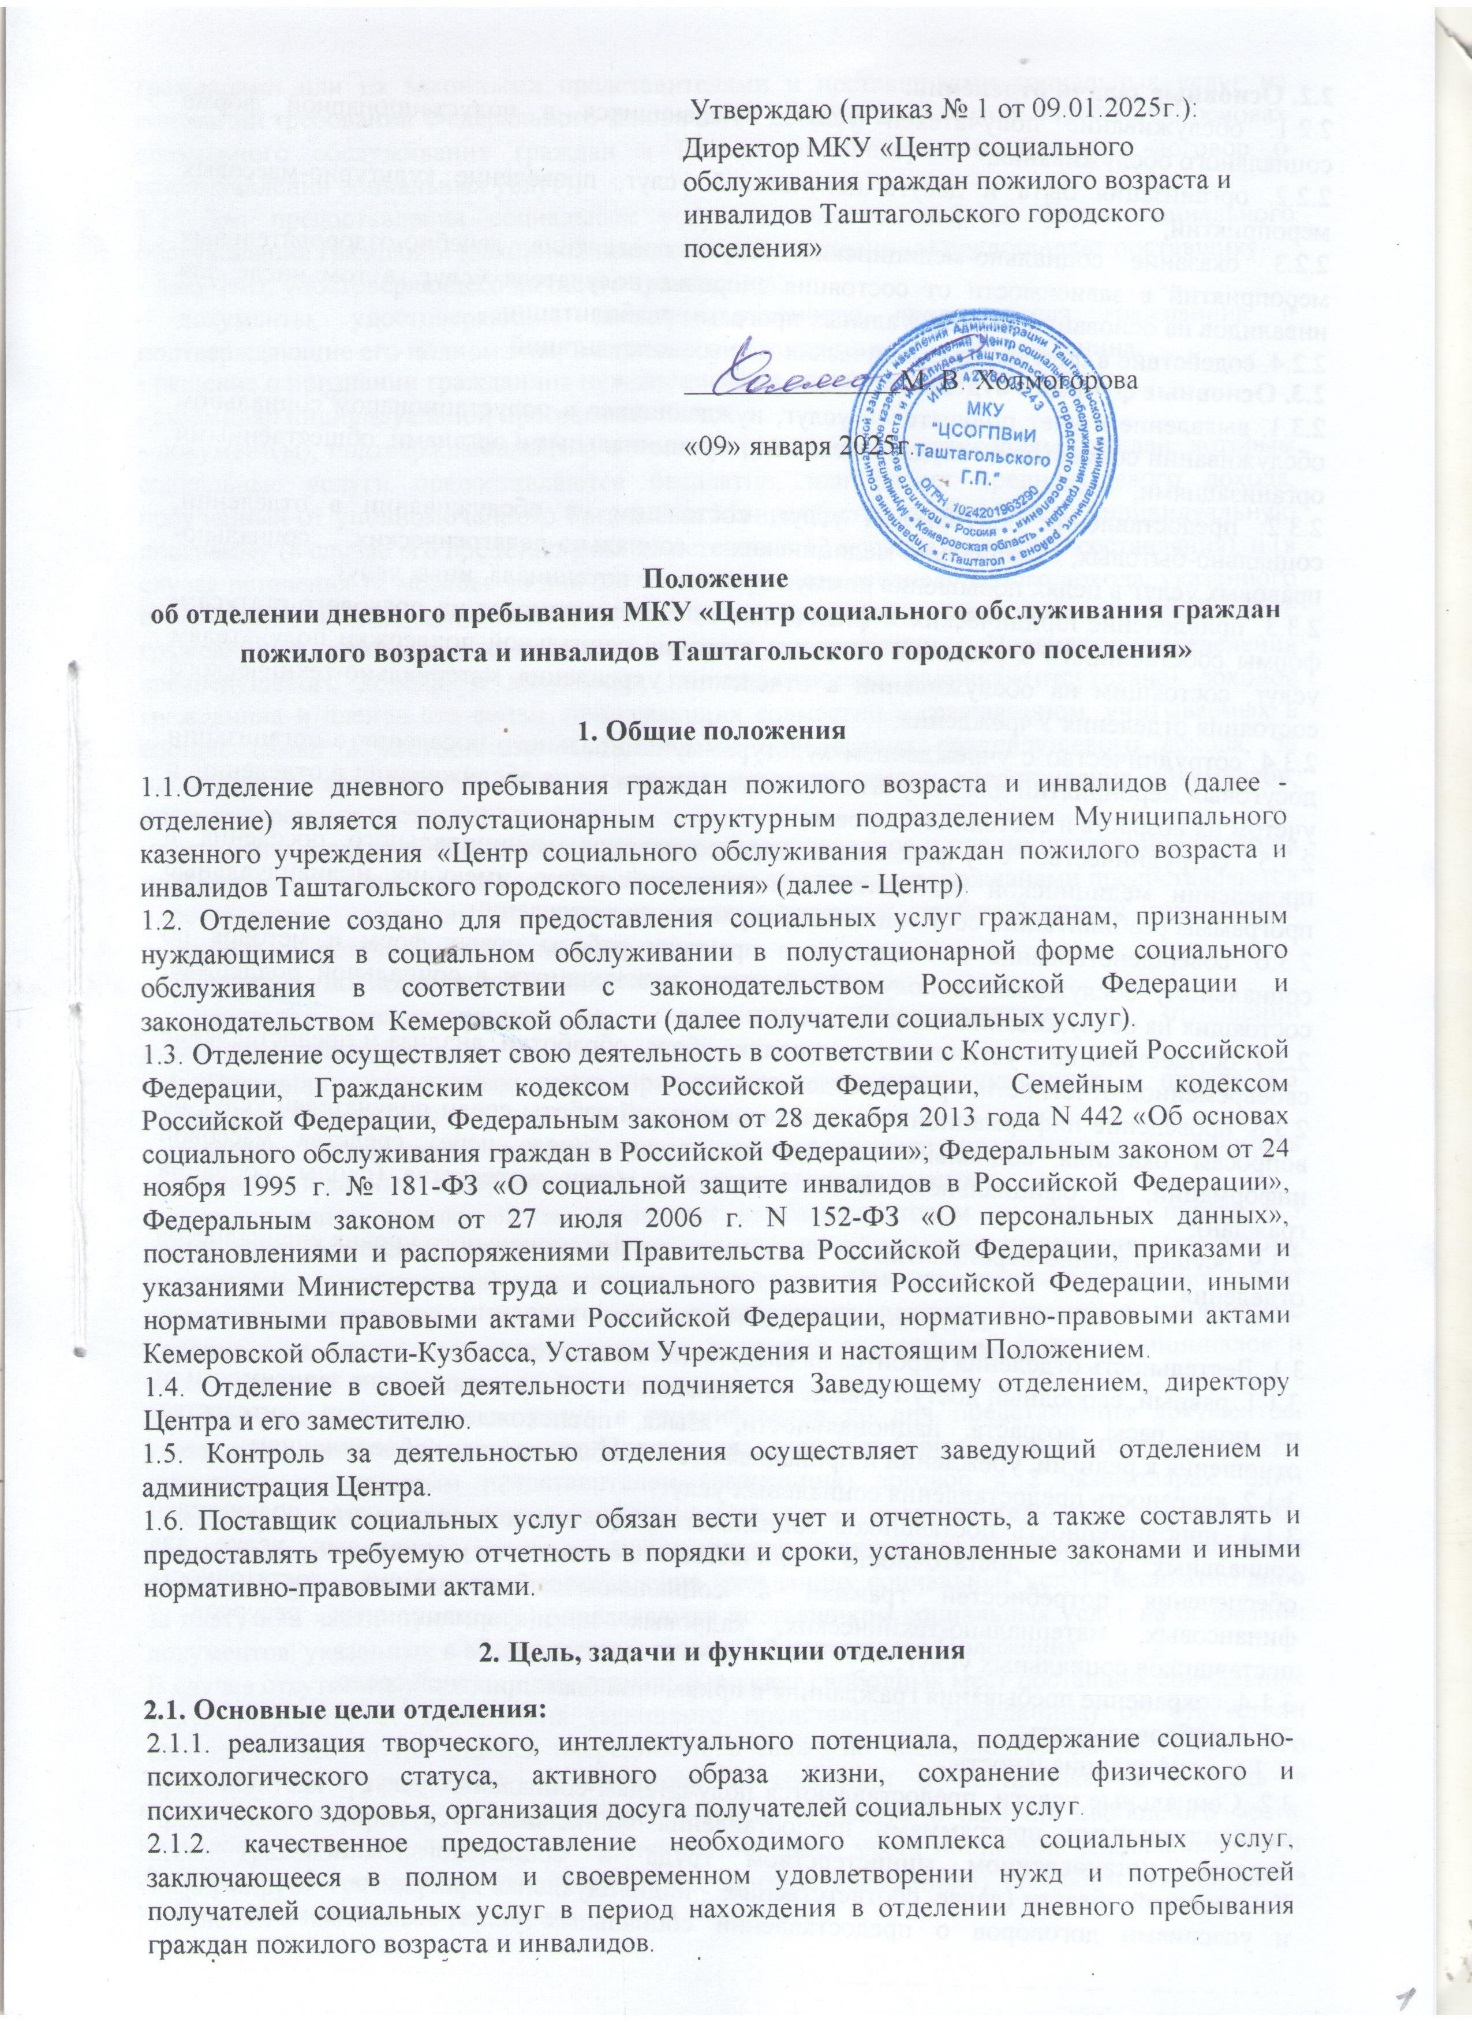 Утверждаю (приказ № 1 от 09.01.2025г.):
Директор МКУ «Центр социального
обслуживания граждан пожилого возраста и
инвалидов Таштагольского городского
поселения»
М. В. Холмогорова
«09» января 2025г.
МКУ
"ЦСОГПВиИ
Таштагольского
Г.П."
ОГРН 1024201963290
Положение
об отделении дневного пребывания МКУ «Центр социального обслуживания граждан
пожилого возраста и инвалидов Таштагольского городского поселения»
1. Общие положения
1.1.Отделение дневного пребывания граждан пожилого возраста и инвалидов (далее -
отделение) является полустационарным структурным подразделением Муниципального
казенного учреждения «Центр социального обслуживания граждан пожилого возраста и
инвалидов Таштагольского городского поселения» (далее - Центр).
1.2. Отделение создано для предоставления социальных услуг гражданам, признанным
нуждающимися в социальном обслуживании в полустационарной форме социального
обслуживания в соответствии с законодательством Российской Федерации и
законодательством Кемеровской области (далее получатели социальных услуг).
1.3. Отделение осуществляет свою деятельность в соответствии с Конституцией Российской
Федерации, Гражданским кодексом Российской Федерации, Семейным кодексом
Российской Федерации, Федеральным законом от 28 декабря 2013 года N 442 «Об основах
социального обслуживания граждан в Российской Федерации»; Федеральным законом от 24
ноября 1995 г. № 181-ФЗ «О социальной защите инвалидов в Российской Федерации»,
Федеральным законом от 27 июля 2006 г. N 152-ФЗ «О персональных данных»,
постановлениями и распоряжениями Правительства Российской Федерации, приказами и
указаниями Министерства труда и социального развития Российской Федерации, иными
нормативными правовыми актами Российской Федерации, нормативно-правовыми актами
Кемеровской области-Кузбасса, Уставом Учреждения и настоящим Положением.
1.4. Отделение в своей деятельности подчиняется Заведующему отделением, директору
Центра и его заместителю.
1.5. Контроль за деятельностью отделения осуществляет заведующий отделением и
администрация Центра.
1.6. Поставщик социальных услуг обязан вести учет и отчетность, а также составлять и
предоставлять требуемую отчетность в порядки и сроки, установленные законами и иными
нормативно-правовыми актами.
2. Цель, задачи и функции отделения
2.1. Основные цели отделения:
2.1.1. реализация творческого, интеллектуального потенциала, поддержание социально-
психологического статуса, активного образа жизни, сохранение физического и
психического здоровья, организация досуга получателей социальных услуг.
2.1.2. качественное предоставление необходимого комплекса социальных услуг,
заключающееся в полном и своевременном удовлетворении нужд и потребностей
получателей социальных услуг в период нахождения в отделении дневного пребывания
граждан пожилого возраста и инвалидов.
1